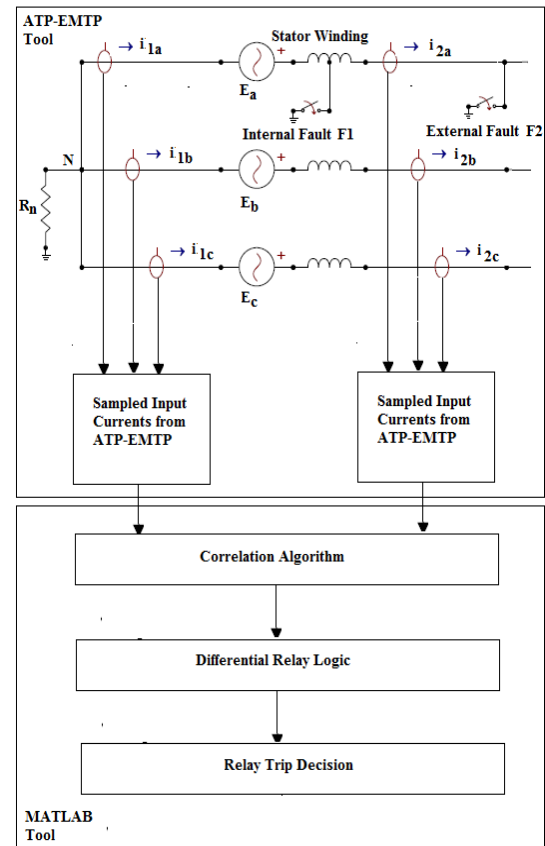 ATP-EMTP
Tool
i1a
Stator Winding
i2a
+
Ea
Internal Fault F1
External Fault F2
N
i1b
+
i2b
Rn
Eb
i1c
+
i2c
Ec
Sampled Input
Currents from
ATP-EMTP
Sampled Input
Currents from
ATP-EMTP
Correlation Algorithm
Differential Relay Logic
Relay Trip Decision
MATLAB
Tool